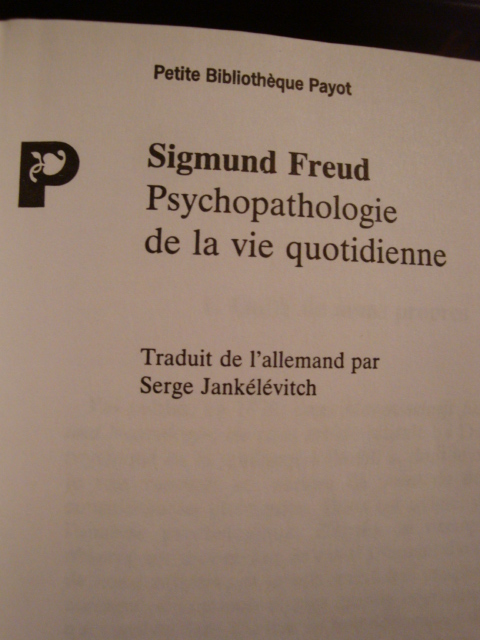 Petite Bibliothèque Payot
P
Sigmund Freud
Psychopathologie
de la vie quotidienne
Traduit de l'allemand par
Serge Jankélévitch